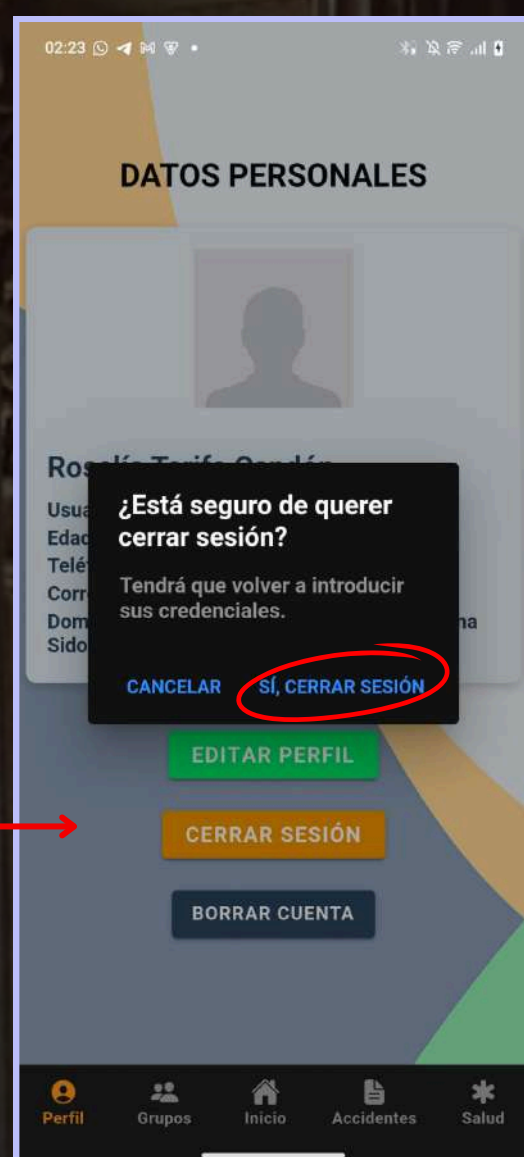 02:23
DATOS PERSONALES
¿Está seguro de querer
cerrar sesión?
Tendrá que volver a introducir
sus credenciales.
CANCELAR SÍ, CERRAR SESIÓN
EDITAR PERFIL
CERRAR SESIÓN
BORRAR CUENTA
Perfil Grupos Inicio Accidentes Salud